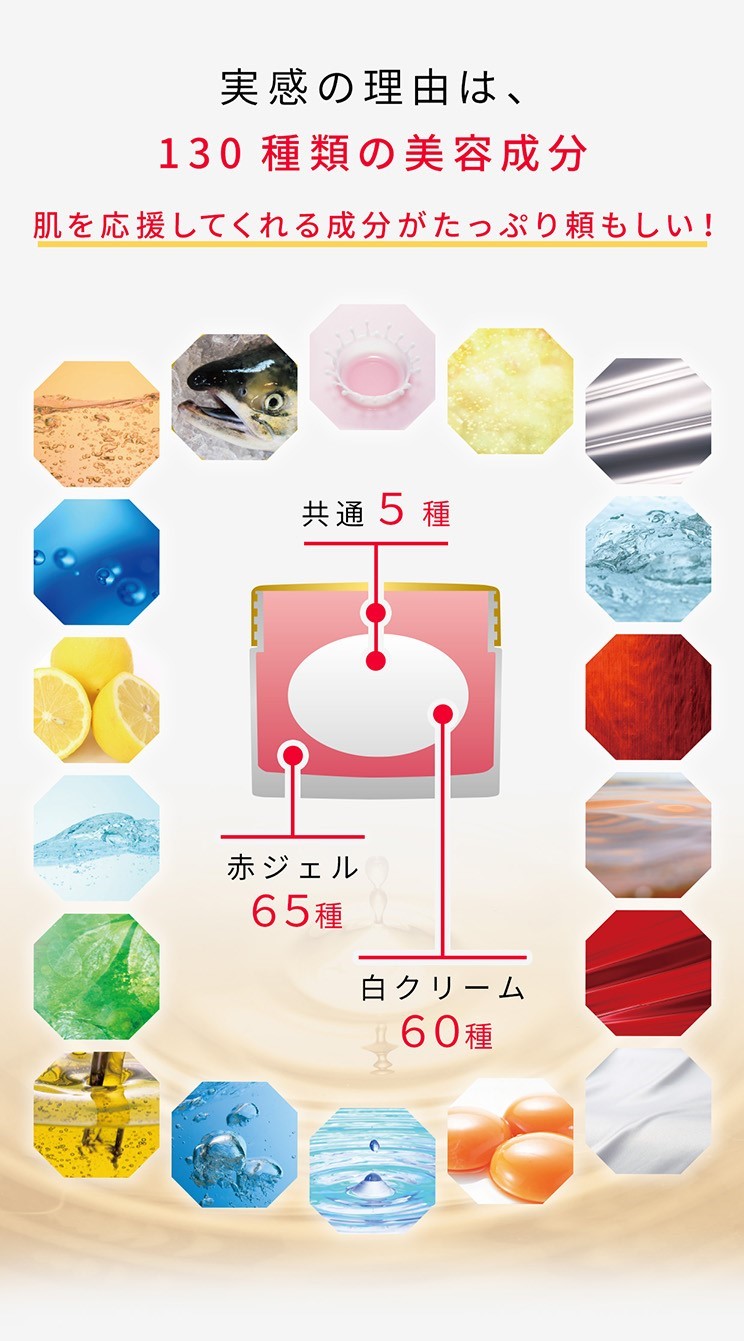 実感の理由は、
130 種類の美容成分
肌を応援してくれる成分がたっぷり頼もしい！
共通 5 種
赤ジェル
65種
白クリーム
60種